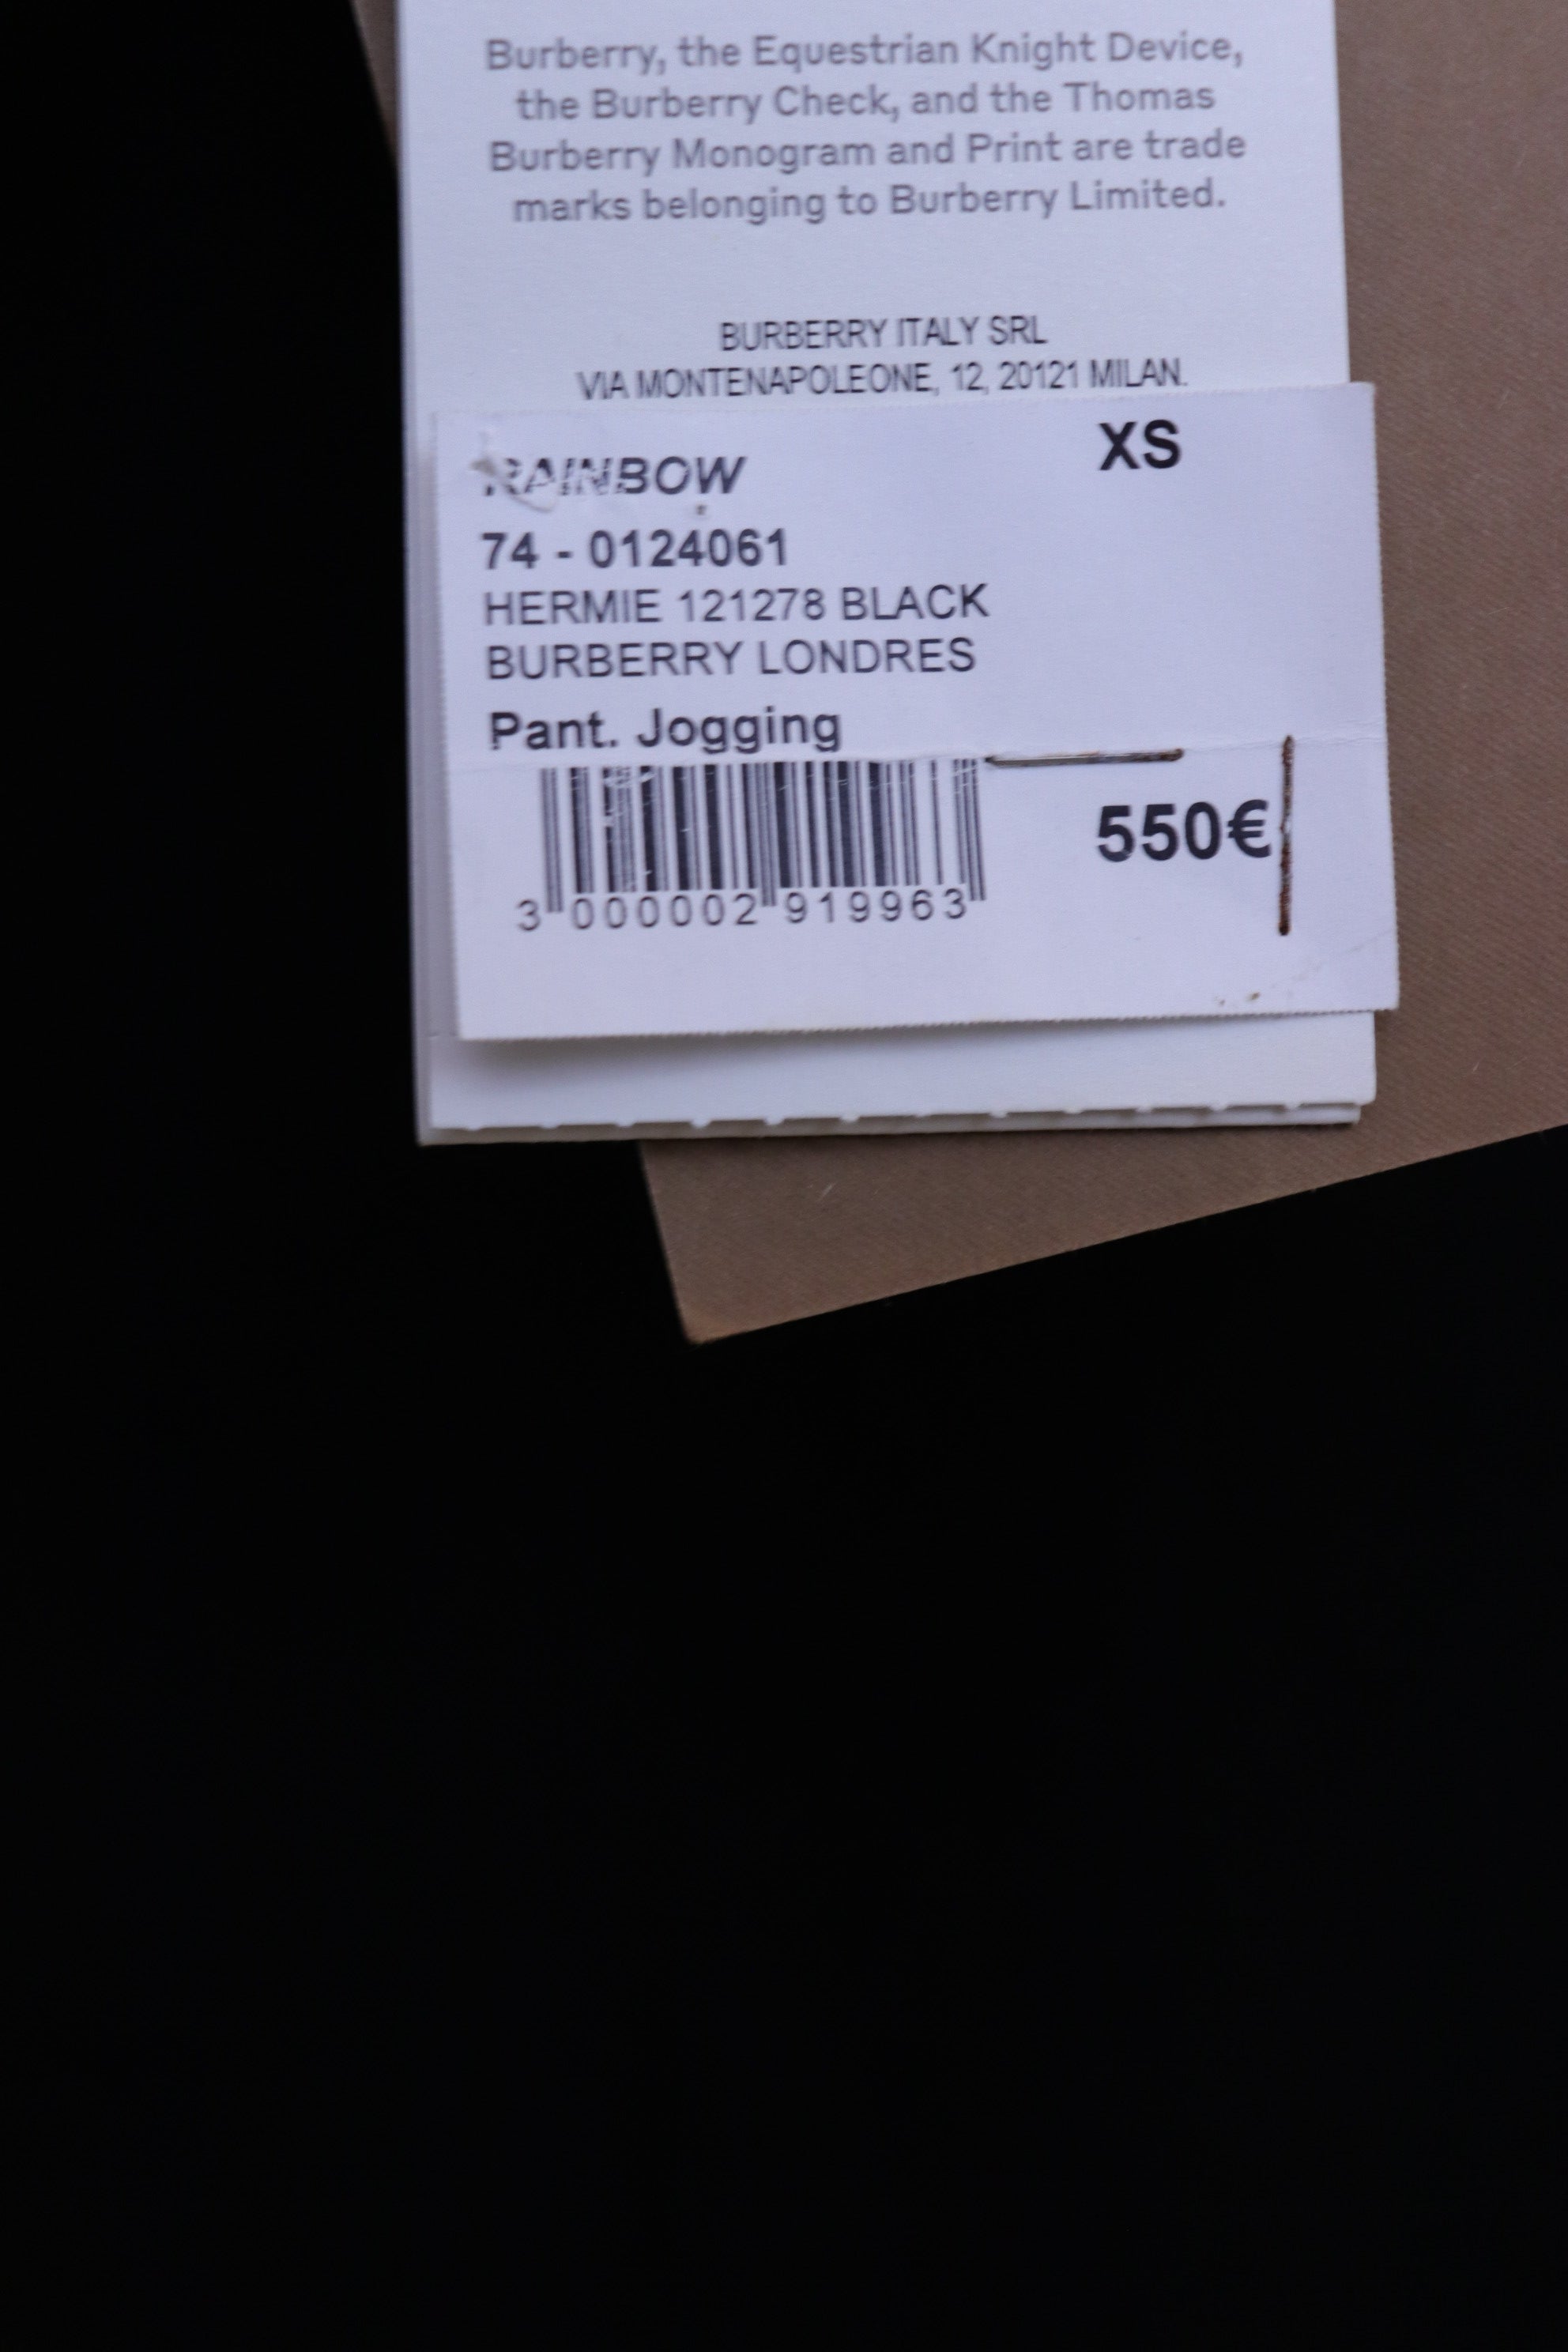 Burberry, the Equestrian Knight Device,
the Burberry Check, and the Thomas
Burberry Monogram and Print are trade
marks belonging to Burberry Limited.
BURBERRY ITALY SRL
VIA MONTENAPOLEONE, 12, 20121 MILAN.
RAINBOW XS
74 - 0124061
HERMIE 121278 BLACK
BURBERRY LONDRES
Pant. Jogging
550€
3 000002 919963